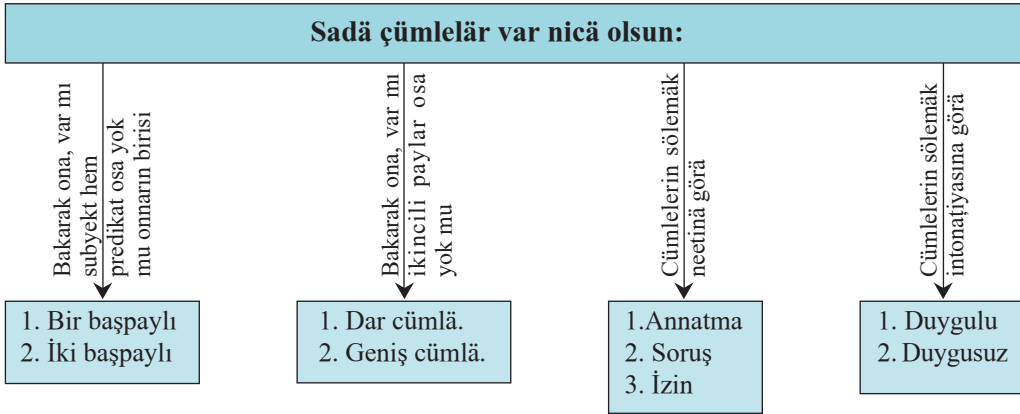 Sadä çümlelär var nicä olsun:
Bakarak ona, var mı
subyekt hem
predikat osa yok
mu onnarın birisi
Bakarak ona, var mı
ikincili paylar osa
yok mu
Cümlelerin sölemäk
neetinä görä
Cümlelerin sölemäk
intonaţiyasına görä
1. Bir başpaylı
2. İki başpaylı
1. Dar cümlä.
2. Geniş cümlä.
1.Annatma
2. Soruş
3. İzin
1. Duygulu
2. Duygusuz